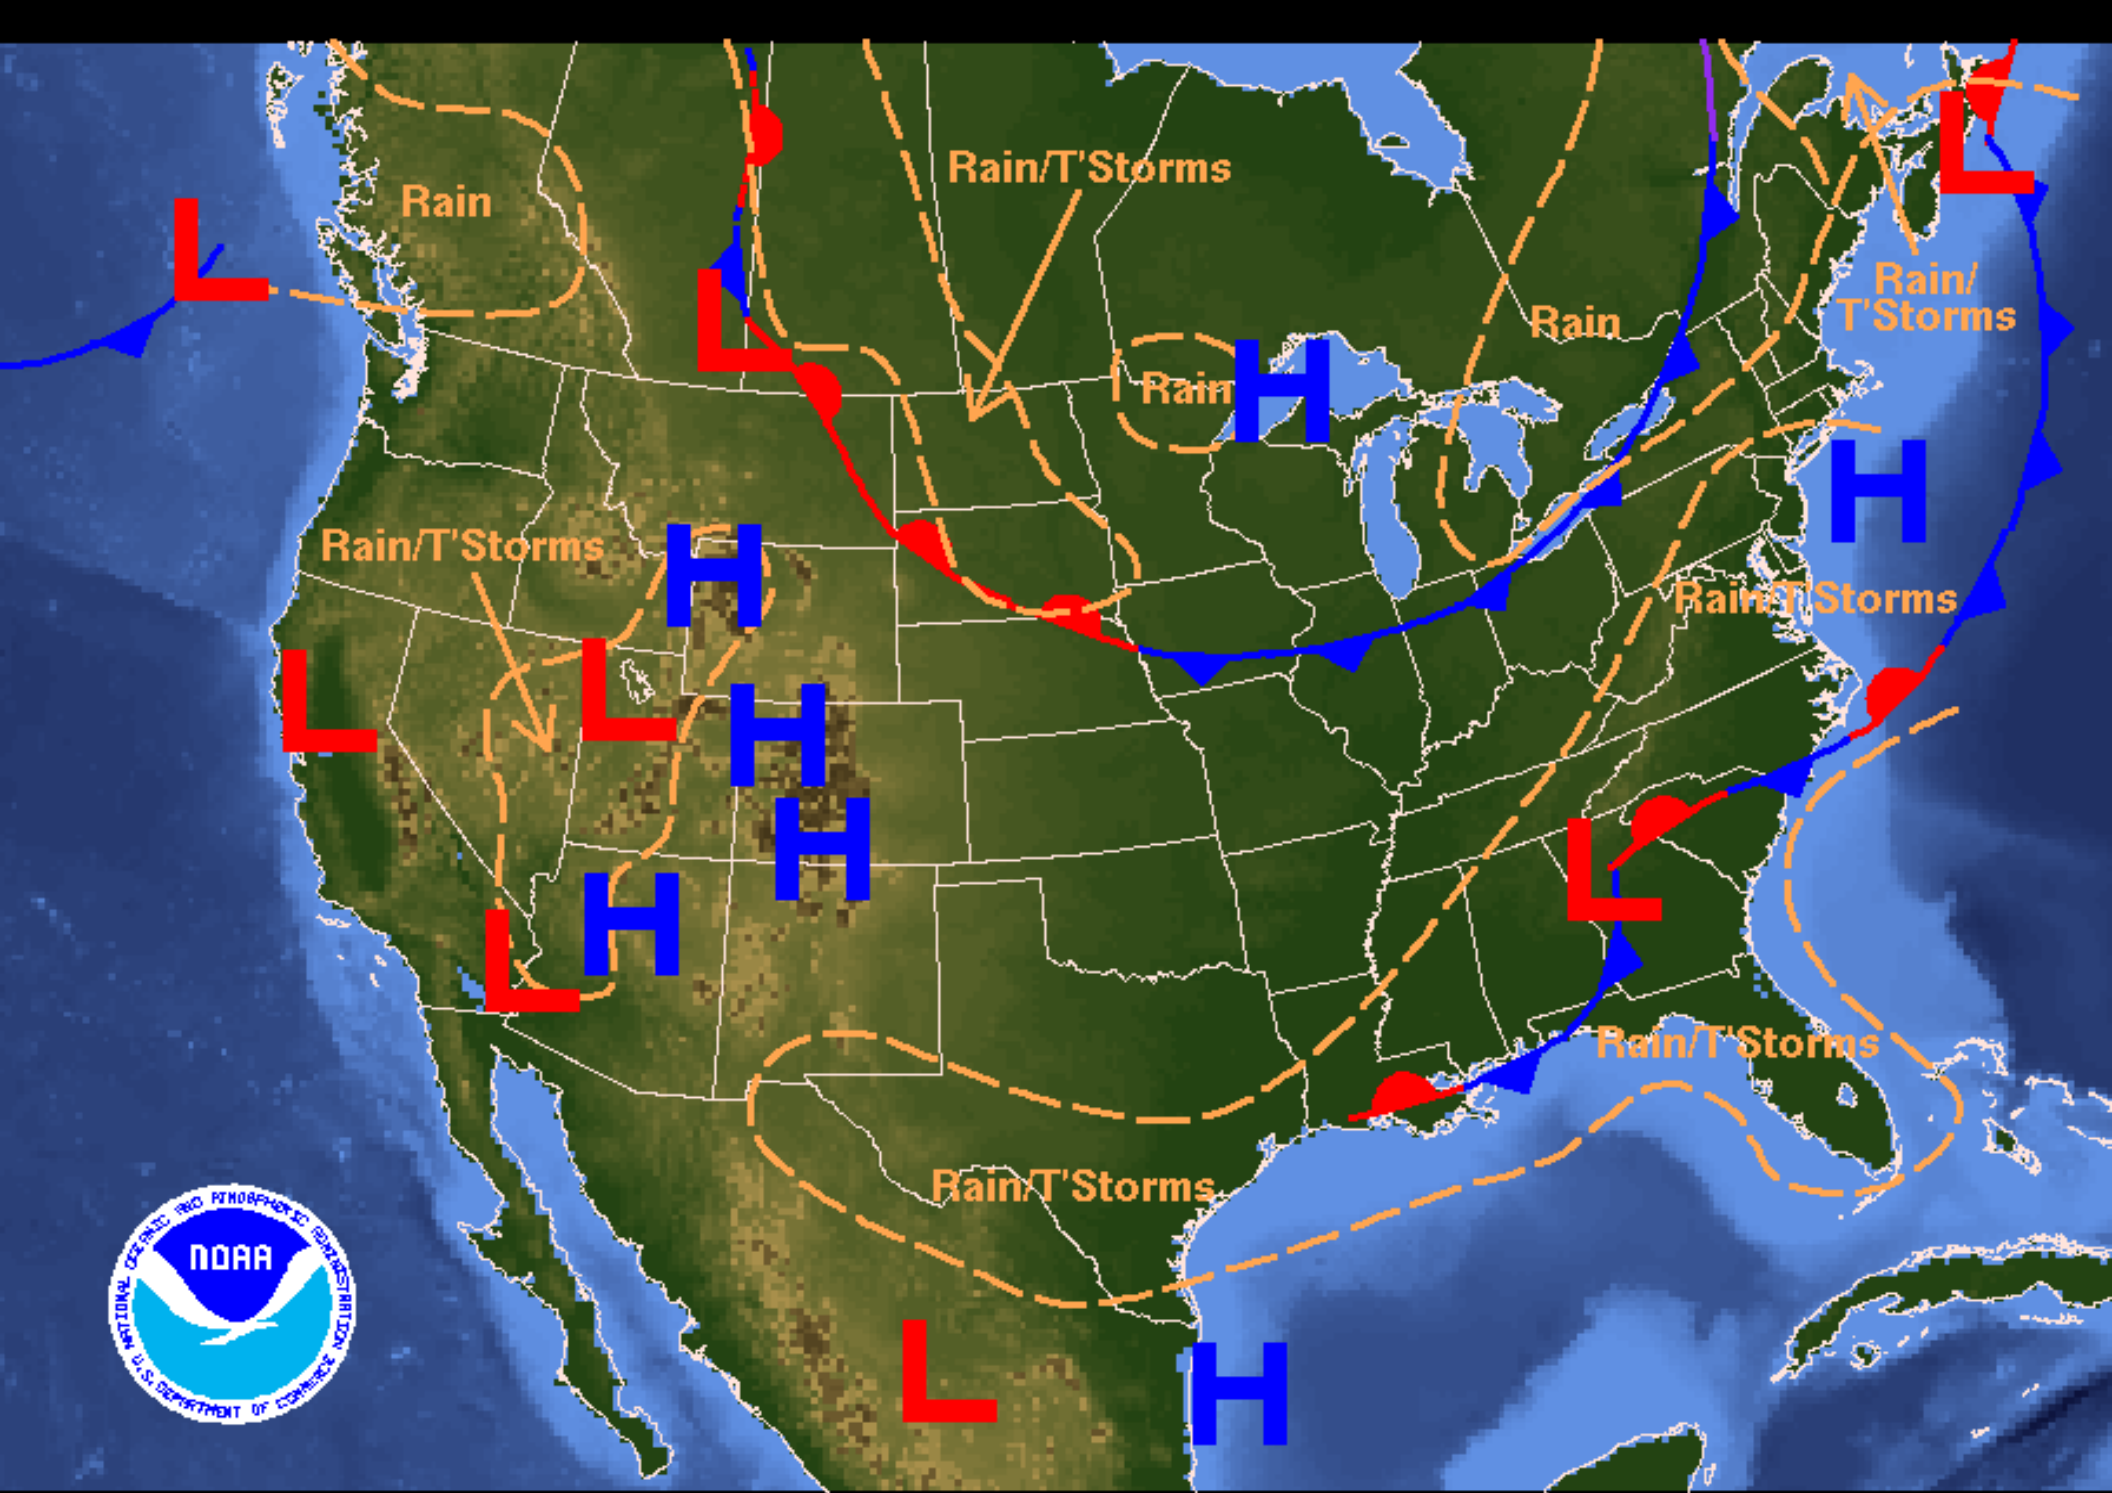 Rain/T'Storms
Rain
L
Rain/
T'Storms
L
Rain
L
Rain
H
H
Rain/T'Storms
H
Rain/T'Storms
L
L
H
H
L
H
L
Rain/T'Storms
Rain/T'Storms
NATIONAL OCEANIC AND ATMOSPHERIC ADMINISTRATION
NOAA
U.S. DEPARTMENT OF COMMERCE
L
H